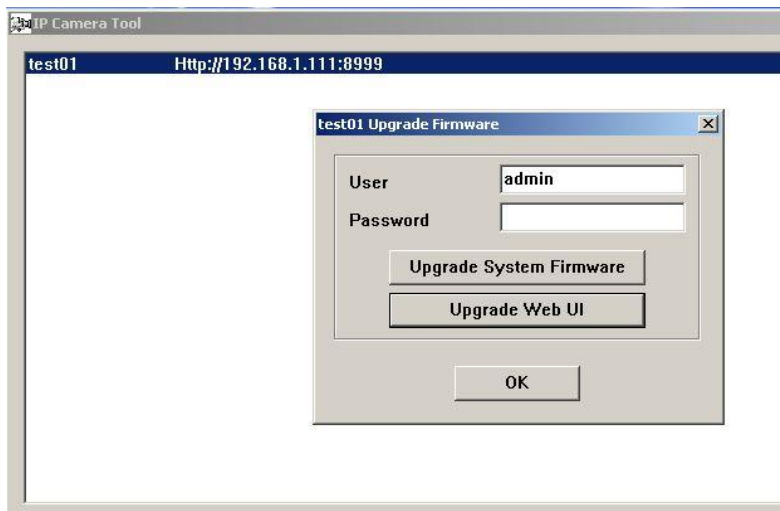 IP Camera Tool
test01 Http://192.168.1.111:8999
test01 Upgrade Firmware
User admin
Password
Upgrade System Firmware
Upgrade Web UI
OK